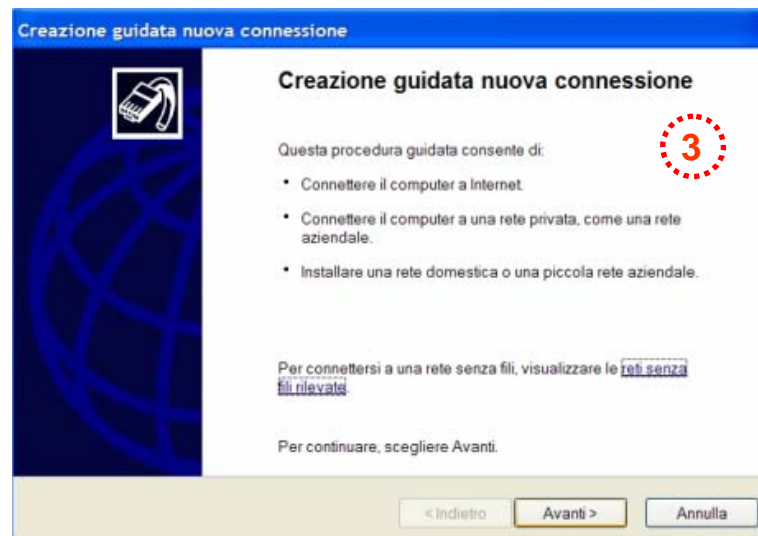 Creazione guidata nuova connessione
Creazione guidata nuova connessione
Questa procedura guidata consente di:
3
• Connettere il computer a Internet.
• Connettere il computer a una rete privata, come una rete
aziendale.
• Installare una rete domestica o una piccola rete aziendale.
Per connettersi a una rete senza fili, visualizzare le reti senza
fili rilevate.
Per continuare, scegliere Avanti.
< Indietro Avanti > Annulla